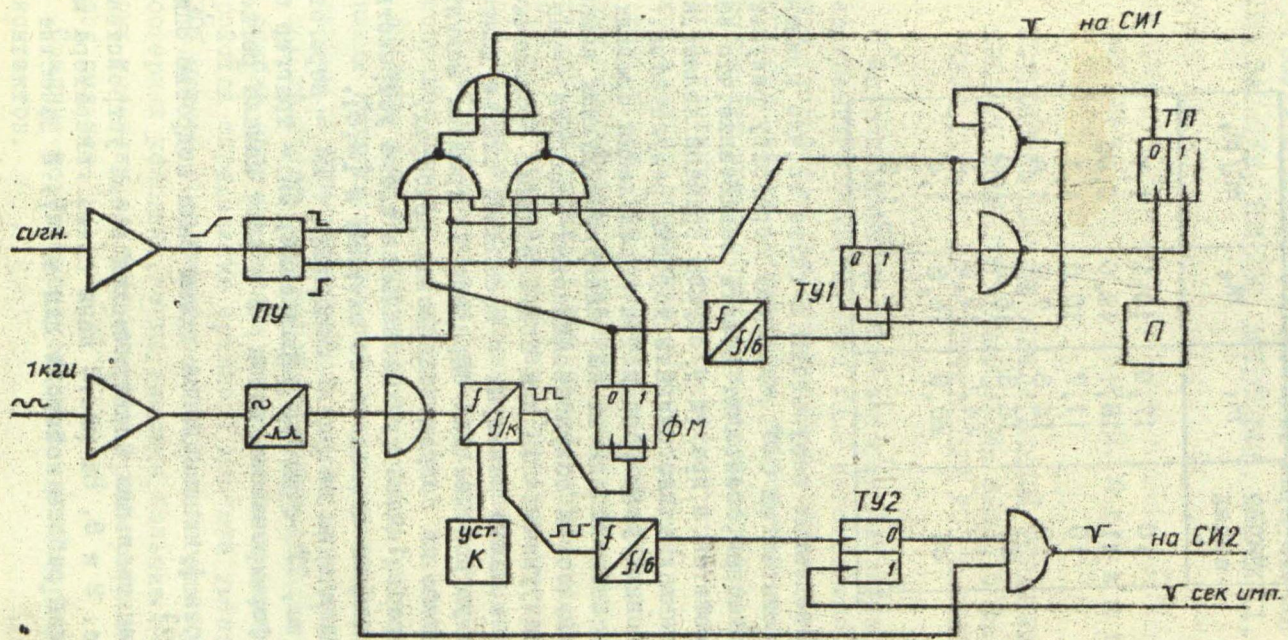 на СИ1
ТП
0 1
сигн.
ПУ
0 1
ТУ1
f
f/6
П
1кгц
f
f/к
0 1
ФМ
уст.
К
f
f/6
ТУ2
0
1
на СИ2
сек имп.